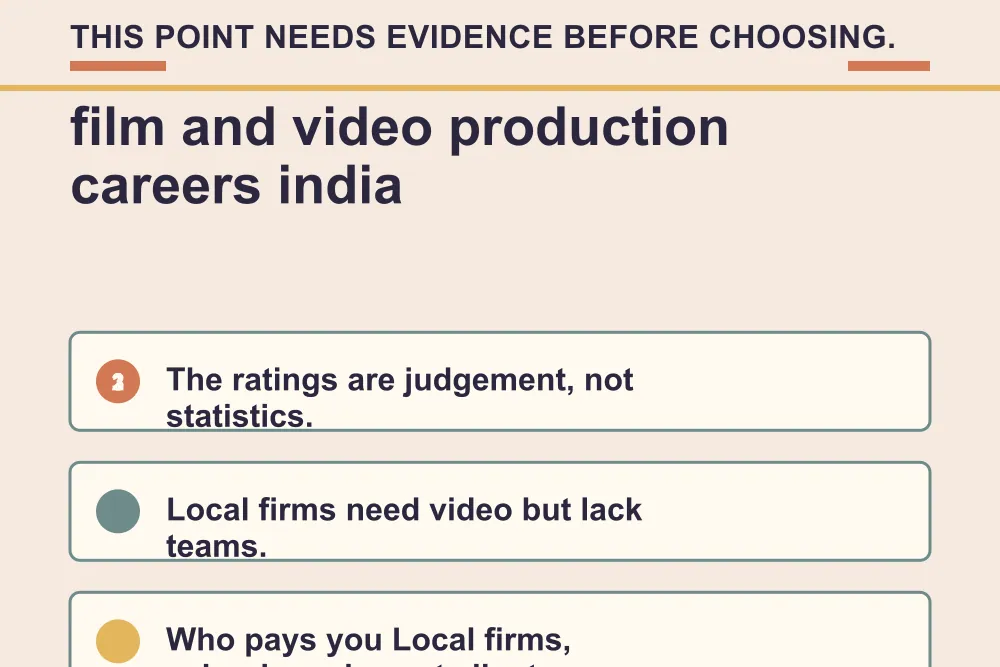 THIS POINT NEEDS EVIDENCE BEFORE CHOOSING.
film and video production
careers india
The ratings are judgement, not
statistics.
Local firms need video but lack
teams.
Who pays you Local firms,